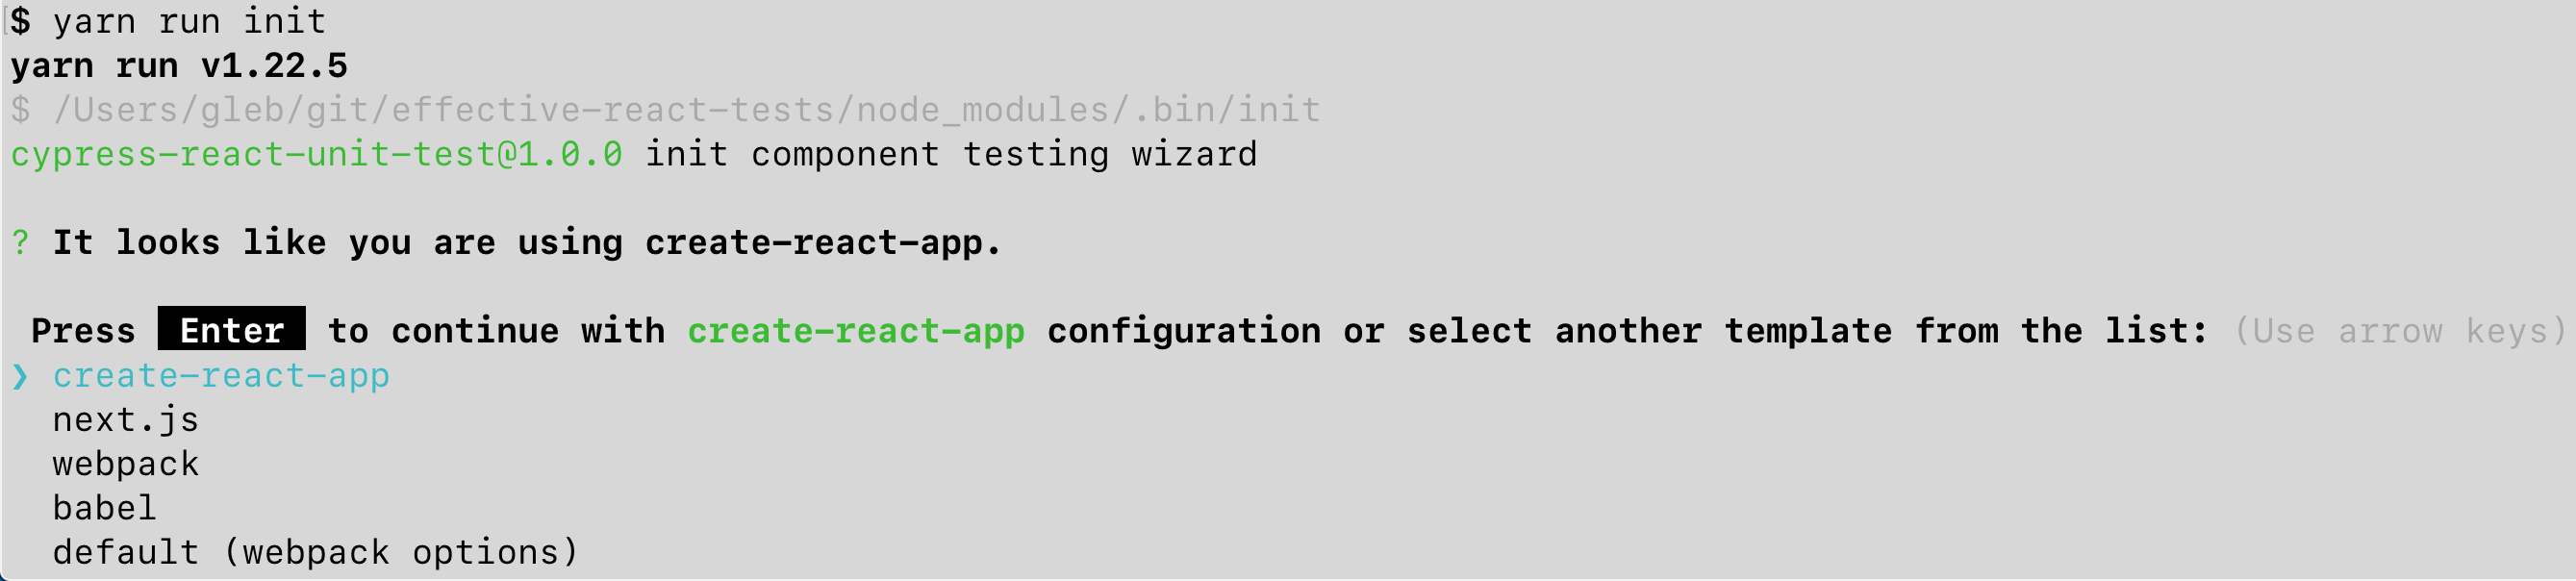 $ yarn run init
yarn run v1.22.5
$ /Users/gleb/git/effective-react-tests/node_modules/.bin/init
cypress-react-unit-test@1.0.0 init component testing wizard
? It looks like you are using create-react-app.
Press Enter to continue with create-react-app configuration or select another template from the list: (Use arrow keys)
❯ create-react-app
next.js
webpack
babel
default (webpack options)